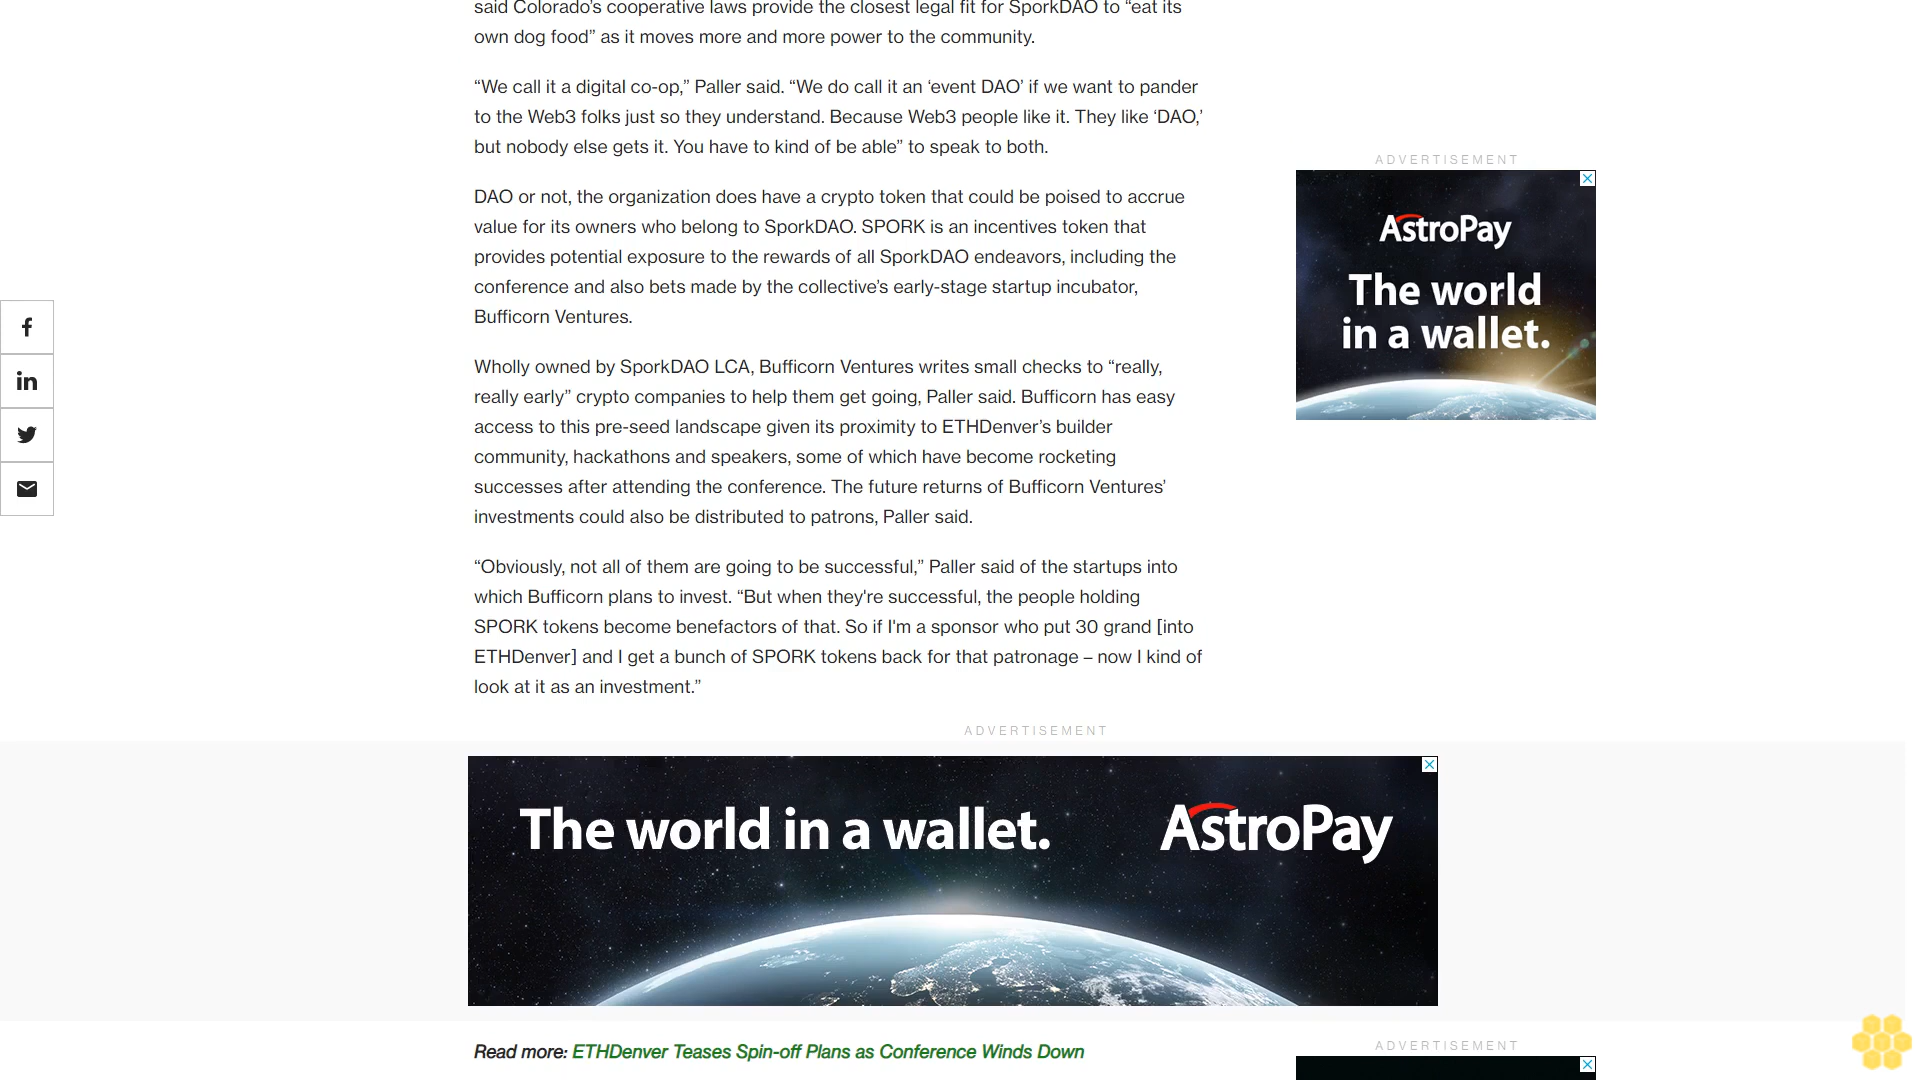 said Colorado’s cooperative laws provide the closest legal fit for SporkDAO to “eat its
own dog food” as it moves more and more power to the community.
“We call it a digital co-op,” Paller said. “We do call it an ‘event DAO’ if we want to pander
to the Web3 folks just so they understand. Because Web3 people like it. They like ‘DAO,’
but nobody else gets it. You have to kind of be able” to speak to both.
DAO or not, the organization does have a crypto token that could be poised to accrue
value for its owners who belong to SporkDAO. SPORK is an incentives token that
provides potential exposure to the rewards of all SporkDAO endeavors, including the
conference and also bets made by the collective’s early-stage startup incubator,
Bufficorn Ventures.
Wholly owned by SporkDAO LCA, Bufficorn Ventures writes small checks to “really,
really early” crypto companies to help them get going, Paller said. Bufficorn has easy
access to this pre-seed landscape given its proximity to ETHDenver’s builder
community, hackathons and speakers, some of which have become rocketing
successes after attending the conference. The future returns of Bufficorn Ventures’
investments could also be distributed to patrons, Paller said.
“Obviously, not all of them are going to be successful,” Paller said of the startups into
which Bufficorn plans to invest. “But when they're successful, the people holding
SPORK tokens become benefactors of that. So if I'm a sponsor who put 30 grand [into
ETHDenver] and I get a bunch of SPORK tokens back for that patronage – now I kind of
look at it as an investment.”
ADVERTISEMENT
AstroPay
The world
in a wallet.
ADVERTISEMENT
The world in a wallet.
AstroPay
Read more: ETHDenver Teases Spin-off Plans as Conference Winds Down
ADVERTISEMENT